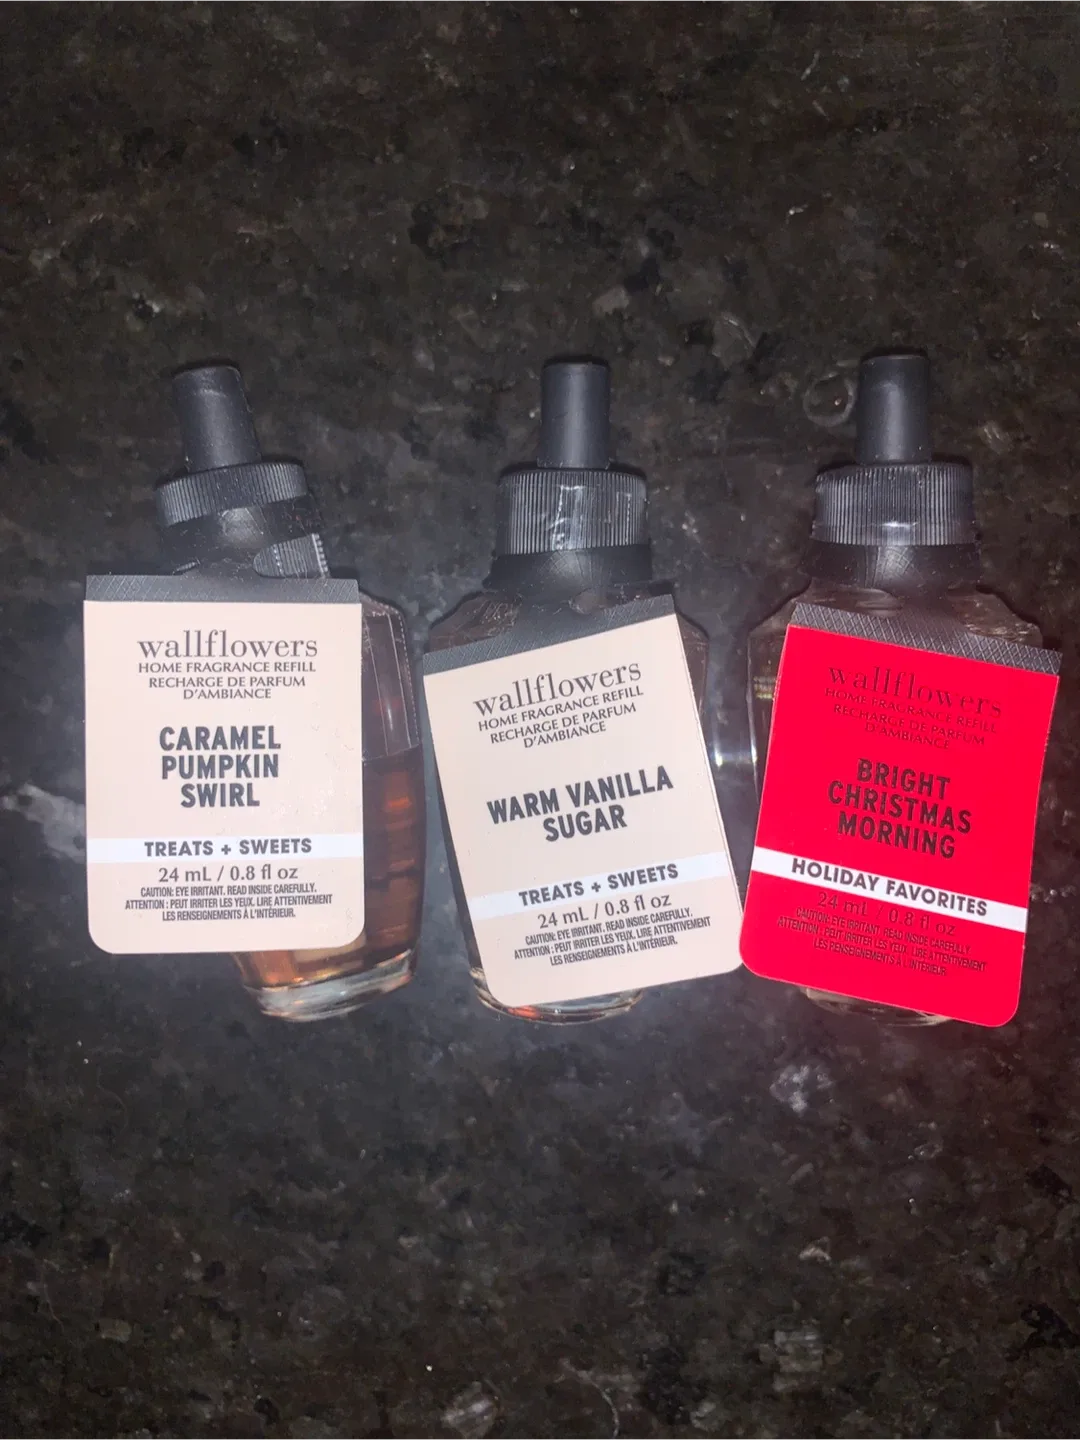 wallflowers
HOME FRAGRANCE REFILL
RECHARGE DE PARFUM
D'AMBIANCE
CARAMEL
PUMPKIN
SWIRL
TREATS + SWEETS
24 mL / 0.8 fl oz
CAUTION: EYE IRRITANT. READ INSIDE CAREFULLY.
ATTENTION : PEUT IRRITER LES YEUX. LIRE ATTENTIVEMENT
LES RENSEIGNEMENTS À L'INTÉRIEUR.
wallflowers
HOME FRAGRANCE REFILL
RECHARGE DE PARFUM
D'AMBIANCE
WARM VANILLA
SUGAR
TREATS + SWEETS
24 mL / 0.8 fl oz
CAUTION: EYE IRRITANT. READ INSIDE CAREFULLY.
ATTENTION : PEUT IRRITER LES YEUX. LIRE ATTENTIVEMENT
LES RENSEIGNEMENTS À L'INTÉRIEUR.
wallflowers
HOME FRAGRANCE REFILL
RECHARGE DE PARFUM
D'AMBIANCE
BRIGHT
CHRISTMAS
MORNING
HOLIDAY FAVORITES
24 mL / 0.8 fl oz
CAUTION: EYE IRRITANT. READ INSIDE CAREFULLY.
ATTENTION : PEUT IRRITER LES YEUX. LIRE ATTENTIVEMENT
LES RENSEIGNEMENTS À L'INTÉRIEUR.